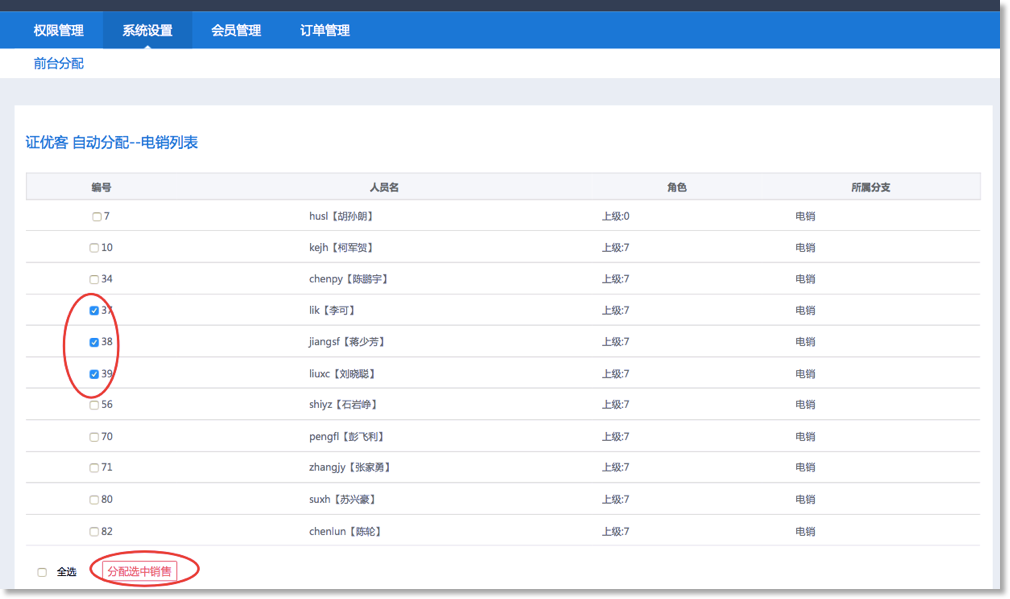 权限管理 系统设置 会员管理 订单管理
前台分配
证优客 自动分配--电销列表
编号 人员名 角色 所属分支
7 husl【胡孙朗】 上级:0 电销
10 kejh【柯军贺】 上级:7 电销
34 chenpy【陈鹏宇】 上级:7 电销
37 lik【李可】 上级:7 电销
38 jiangsf【蒋少芳】 上级:7 电销
39 liuxc【刘晓聪】 上级:7 电销
56 shiyz【石岩峥】 上级:7 电销
70 pengfl【彭飞利】 上级:7 电销
71 zhangjy【张家勇】 上级:7 电销
80 suxh【苏兴豪】 上级:7 电销
82 chenlun【陈轮】 上级:7 电销
全选 分配选中销售